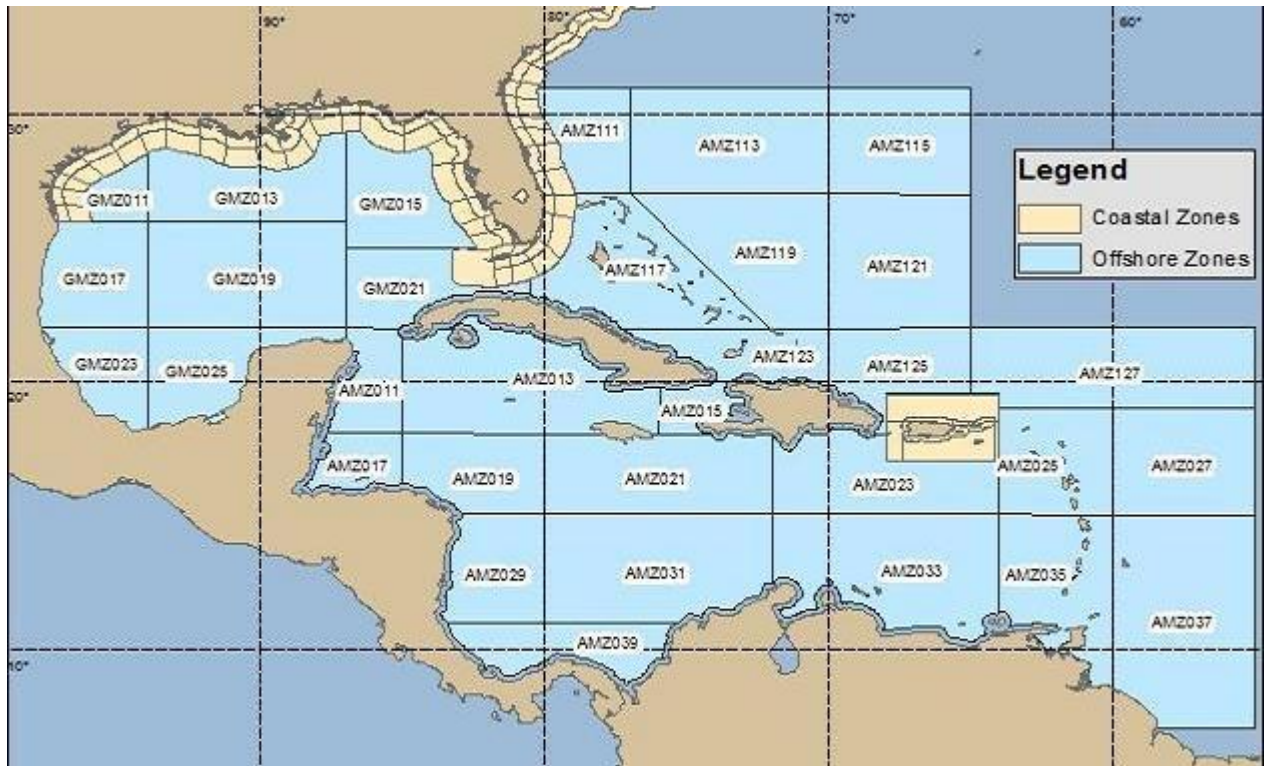 90°
80°
70°
60°
30°
AMZ111
AMZ113
AMZ115
Legend
Coastal Zones
Offshore Zones
GMZ011
GMZ013
GMZ015
AMZ117
AMZ119
AMZ121
GMZ017
GMZ019
GMZ021
GMZ023
GMZ025
AMZ011
AMZ013
AMZ123
AMZ125
AMZ127
20°
AMZ015
AMZ017
AMZ019
AMZ021
AMZ023
AMZ025
AMZ027
AMZ029
AMZ031
AMZ033
AMZ035
AMZ037
AMZ039
10°